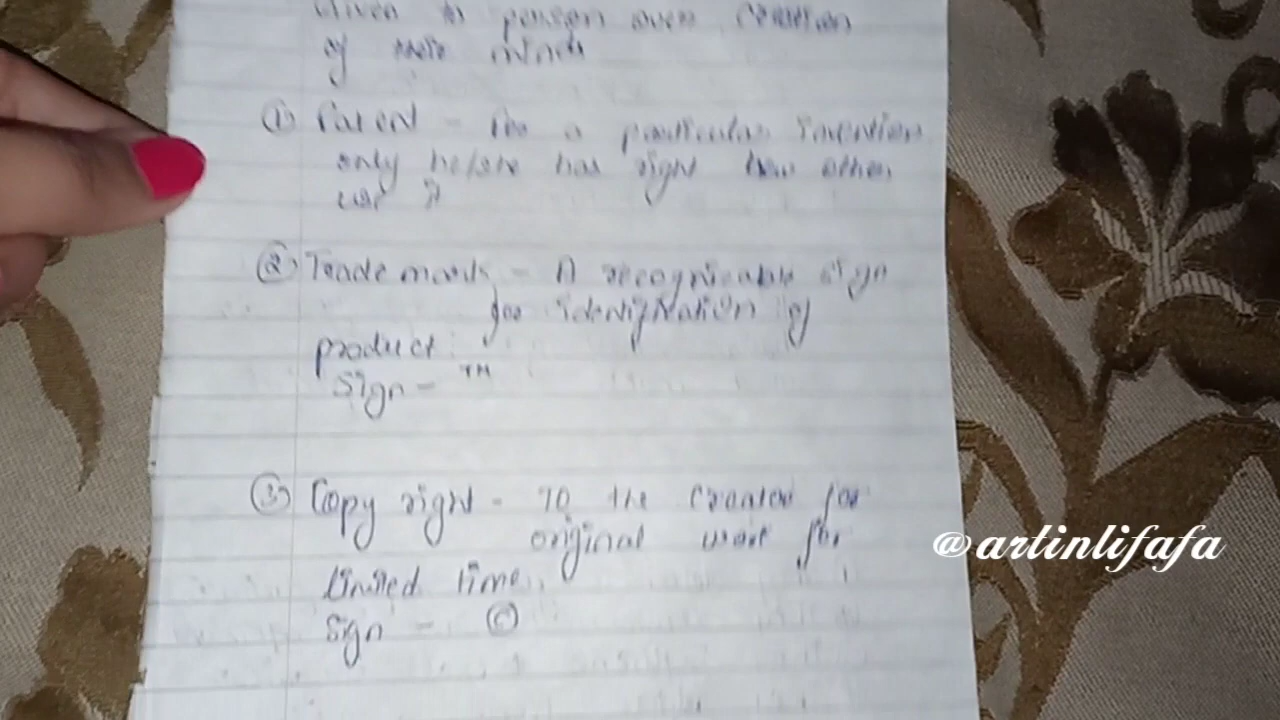 Given to person over creation
of their minds
① Patent - For a particular invention
only he/she has right how other
use it
② Trade mark - A recognizable sign
for identification of
product
Sign - TM
③ Copy right - To the creator for
original work for
limited time.
Sign - ©
@artinlifafa